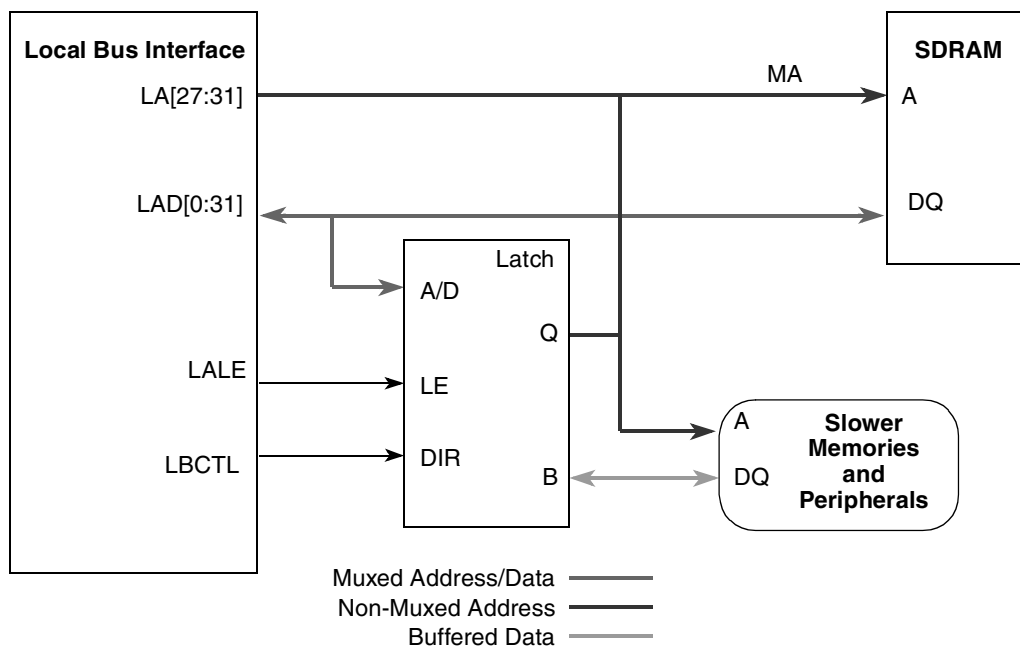 Local Bus Interface
LA[27:31]
LAD[0:31]
LALE
LBCTL
MA
SDRAM
A
DQ
Latch
A/D
Q
LE
DIR
B
A
DQ
Slower
Memories
and
Peripherals
Muxed Address/Data
Non-Muxed Address
Buffered Data